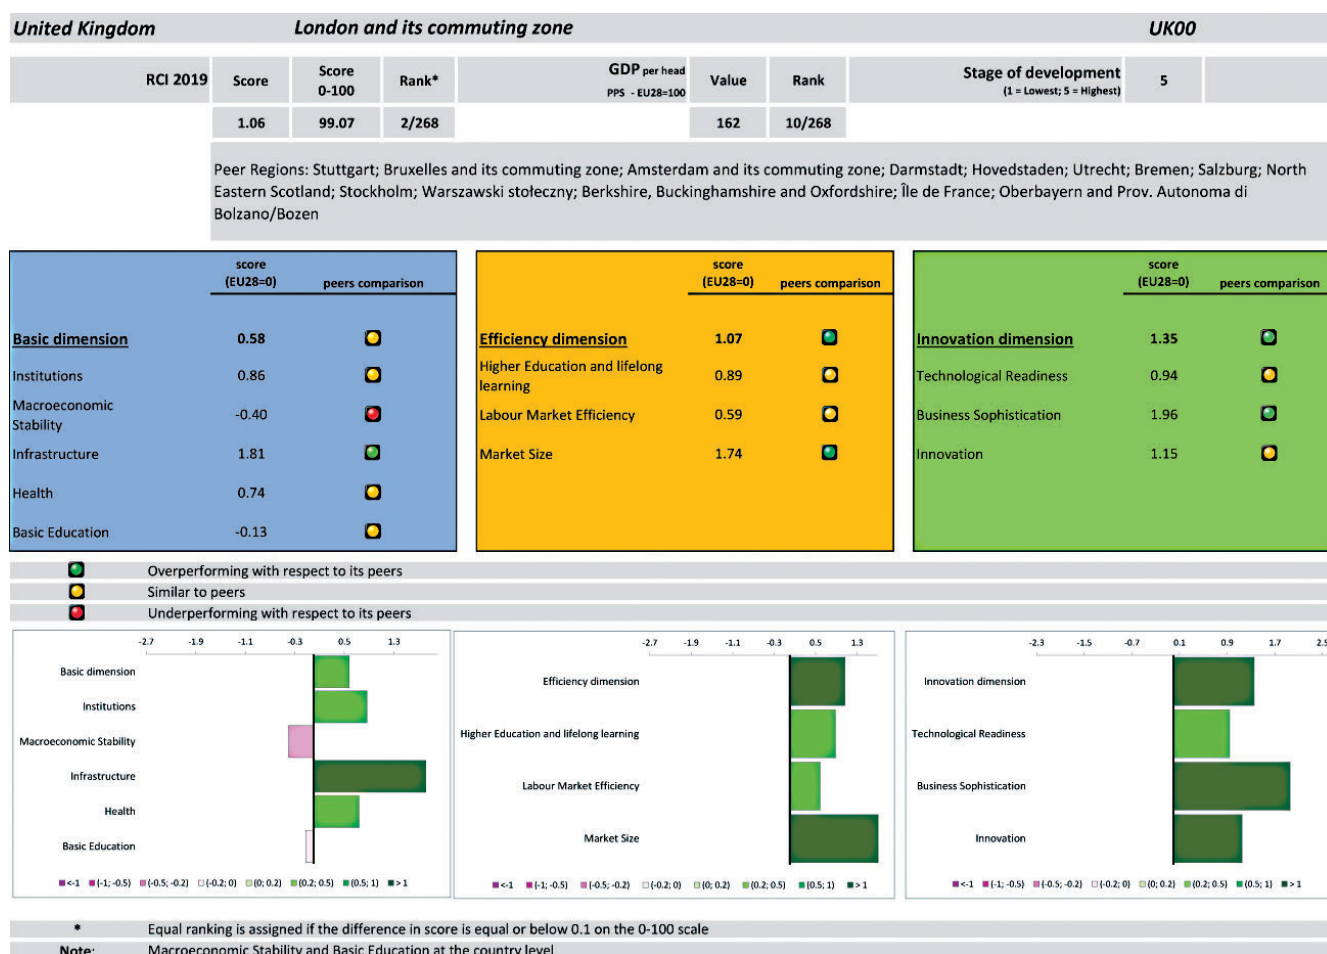 United Kingdom London and its commuting zone UK00
RCI 2019 Score Score 0-100 Rank* GDP per head PPS - EU28=100 Value Rank Stage of development (1 = Lowest; 5 = Highest) 5
1.06 99.07 2/268 162 10/268
Peer Regions: Stuttgart; Bruxelles and its commuting zone; Amsterdam and its commuting zone; Darmstadt; Hovedstaden; Utrecht; Bremen; Salzburg; North
Eastern Scotland; Stockholm; Warszawski stołeczny; Berkshire, Buckinghamshire and Oxfordshire; Île de France; Oberbayern and Prov. Autonoma di
Bolzano/Bozen
score
(EU28=0) peers comparison
Basic dimension 0.58
Institutions 0.86
Macroeconomic
Stability -0.40
Infrastructure 1.81
Health 0.74
Basic Education -0.13
score
(EU28=0) peers comparison
Efficiency dimension 1.07
Higher Education and lifelong
learning 0.89
Labour Market Efficiency 0.59
Market Size 1.74
score
(EU28=0) peers comparison
Innovation dimension 1.35
Technological Readiness 0.94
Business Sophistication 1.96
Innovation 1.15
Overperforming with respect to its peers
Similar to peers
Underperforming with respect to its peers
-2.7 -1.9 -1.1 -0.3 0.5 1.3
Basic dimension
Institutions
Macroeconomic Stability
Infrastructure
Health
Basic Education
<-1 (-1; -0.5) (-0.5; -0.2) (-0.2; 0) (0; 0.2) (0.2; 0.5) (0.5; 1) > 1
-2.7 -1.9 -1.1 -0.3 0.5 1.3
Efficiency dimension
Higher Education and lifelong learning
Labour Market Efficiency
Market Size
<-1 (-1; -0.5) (-0.5; -0.2) (-0.2; 0) (0; 0.2) (0.2; 0.5) (0.5; 1) > 1
-2.3 -1.5 -0.7 0.1 0.9 1.7 2.5
Innovation dimension
Technological Readiness
Business Sophistication
Innovation
<-1 (-1; -0.5) (-0.5; -0.2) (-0.2; 0) (0; 0.2) (0.2; 0.5) (0.5; 1) > 1
* Equal ranking is assigned if the difference in score is equal or below 0.1 on the 0-100 scale
Note: Macroeconomic Stability and Basic Education at the country level